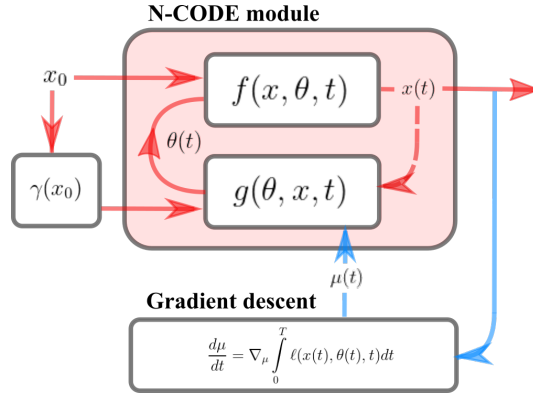 N-CODE module
x₀
f(x, θ, t)
x(t)
θ(t)
γ(x₀)
g(θ, x, t)
μ(t)
Gradient descent
dμ/dt = ∇_μ ∫₀ᵀ ℓ(x(t), θ(t), t)dt